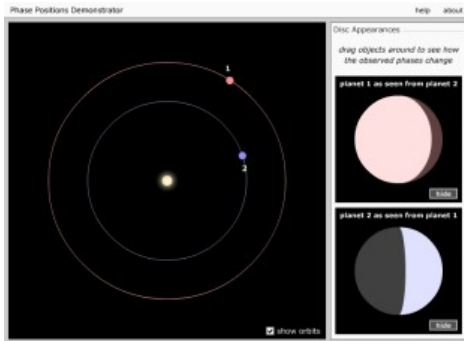 Phase Positions Demonstrator
help about
1
2
show orbits
Disc Appearances
drag objects around to see how
the observed phases change
planet 1 as seen from planet 2
hide
planet 2 as seen from planet 1
hide